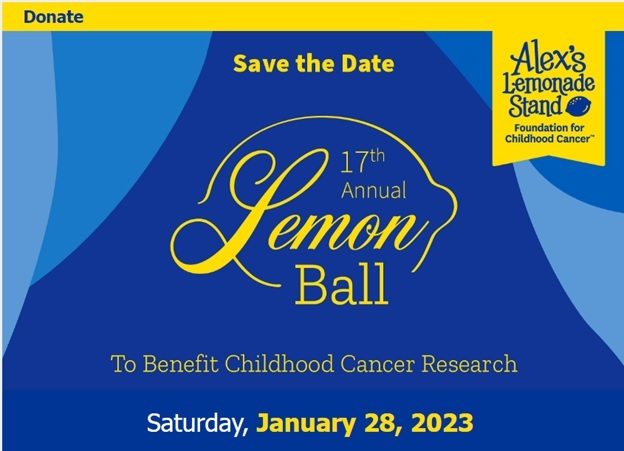 Donate
Save the Date
Alex's
Lemonade
Stand
Foundation for
Childhood Cancer™
17th
Annual
Lemon
Ball
To Benefit Childhood Cancer Research
Saturday, January 28, 2023